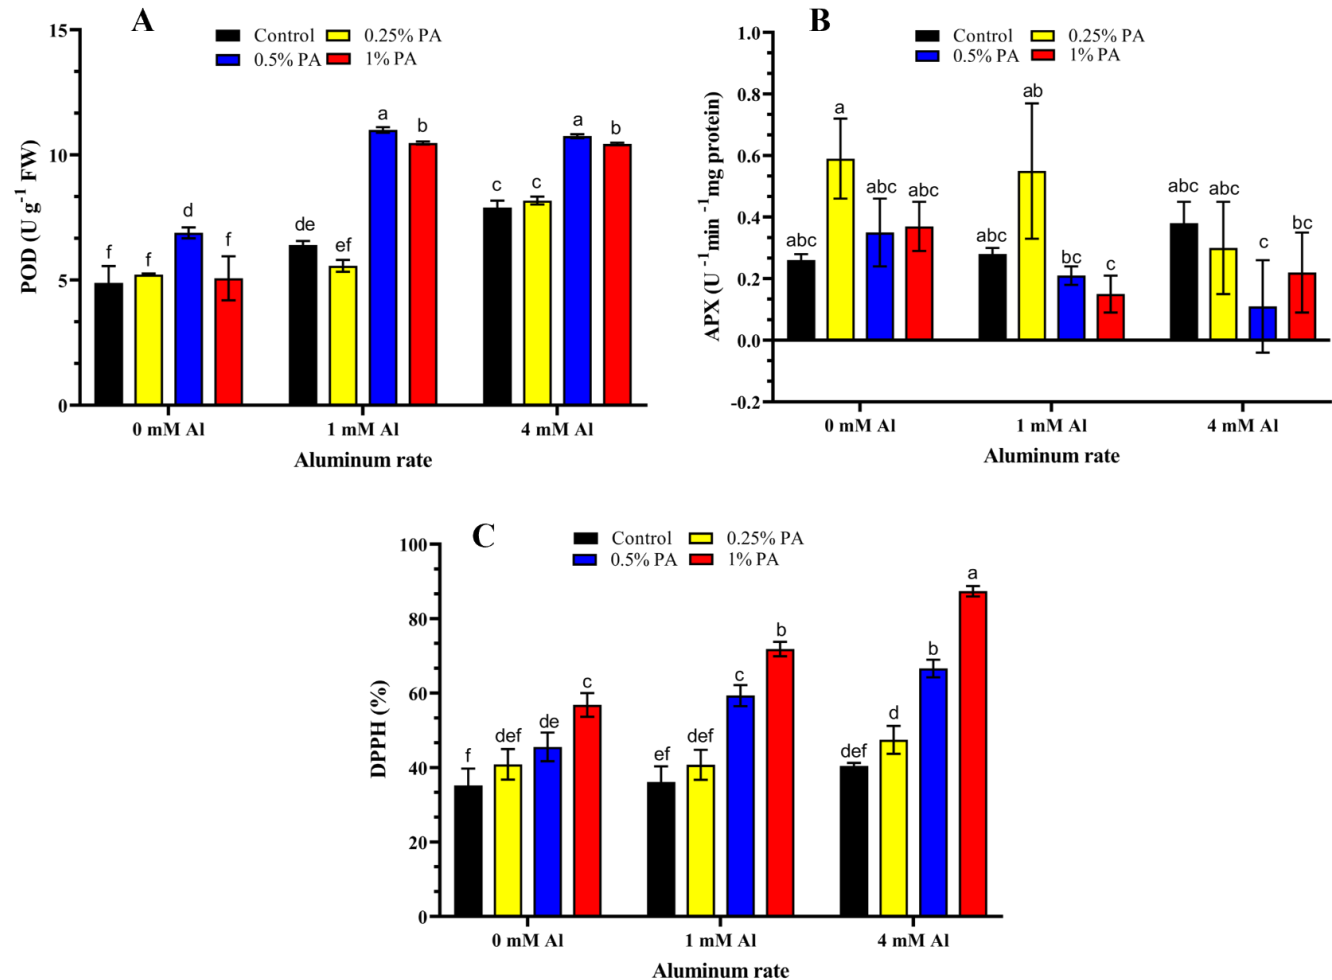 A
Control 0.25% PA
0.5% PA 1% PA
POD (U g⁻¹ FW)
15
10
5
0
f f d f
de ef a b
c c a b
0 mM Al 1 mM Al 4 mM Al
Aluminum rate
B
Control 0.25% PA
0.5% PA 1% PA
APX (U ⁻¹min ⁻¹mg protein)
1.0
0.8
0.6
0.4
0.2
0.0
-0.2
abc a abc abc
abc ab bc c
abc abc c bc
0 mM Al 1 mM Al 4 mM Al
Aluminum rate
C
Control 0.25% PA
0.5% PA 1% PA
DPPH (%)
100
80
60
40
20
0
f def de c
ef def c b
def d b a
0 mM Al 1 mM Al 4 mM Al
Aluminum rate